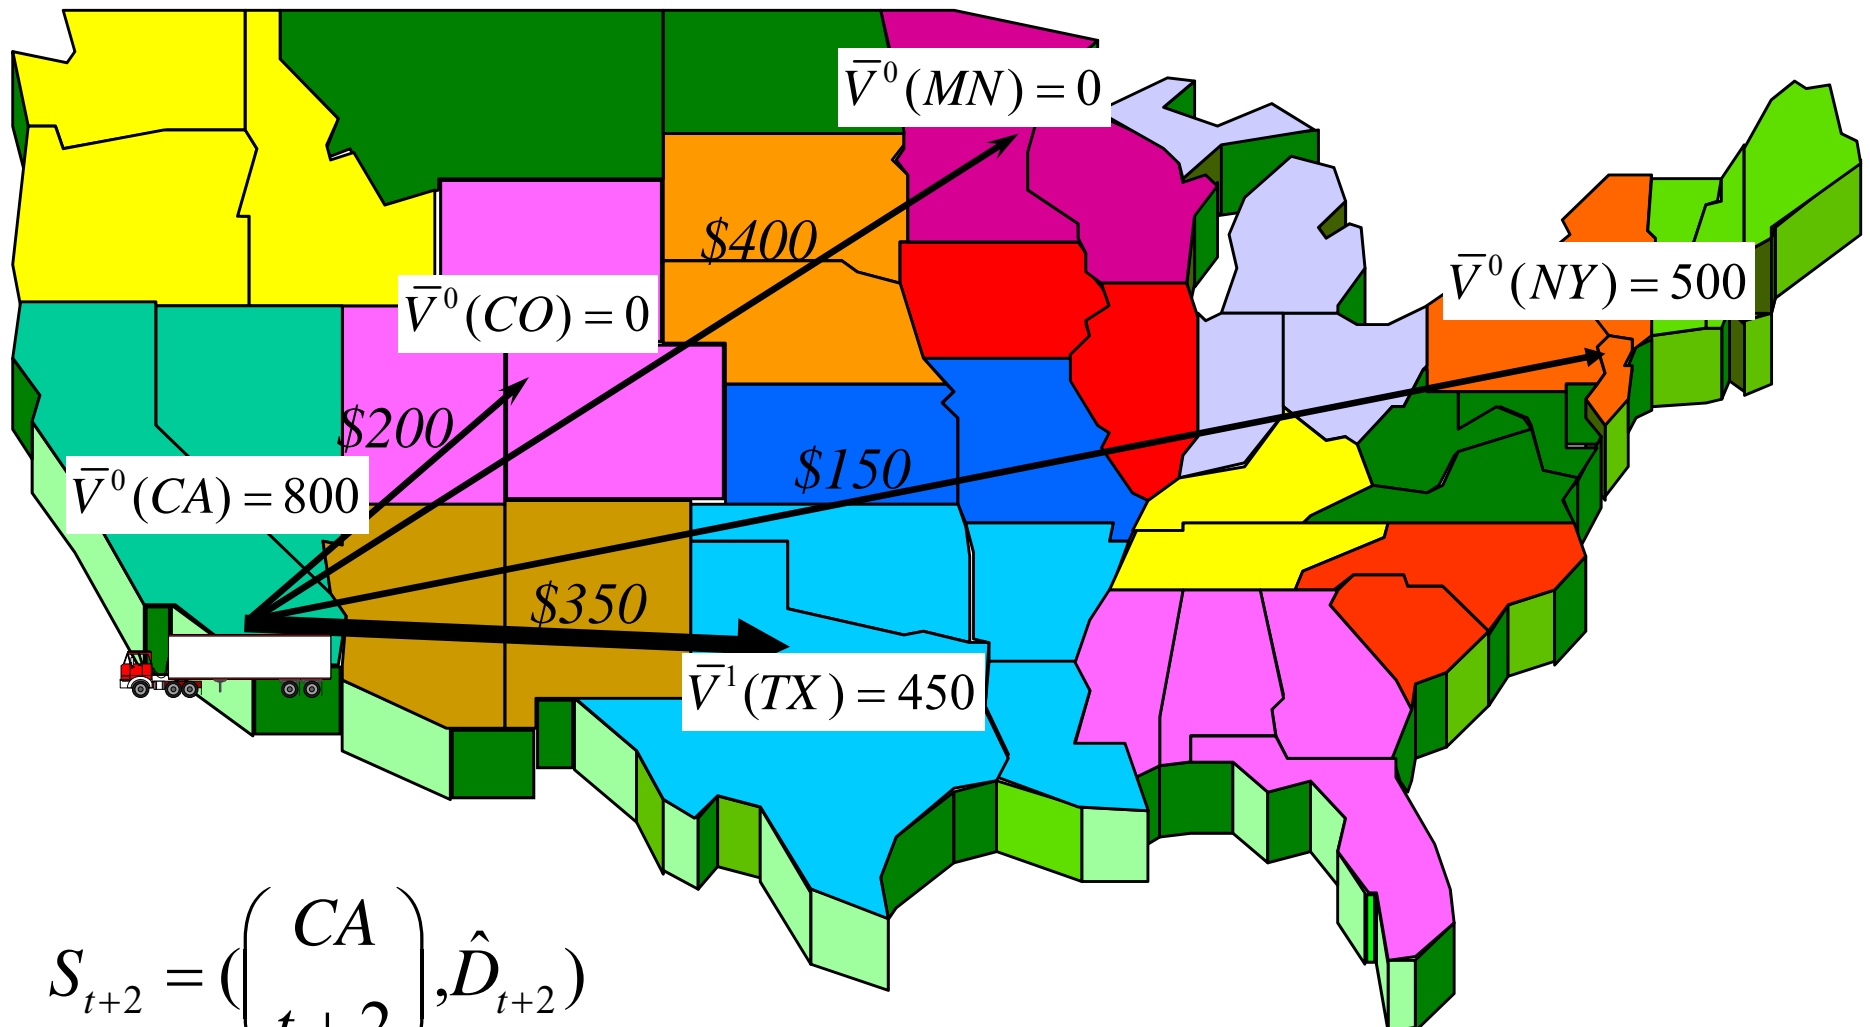 V̄⁰(MN) = 0
$400
V̄⁰(NY) = 500
V̄⁰(CO) = 0
$200
$150
V̄⁰(CA) = 800
$350
V̄¹(TX) = 450
CA
S_{t+2} = ( , D̂_{t+2})
t + 2